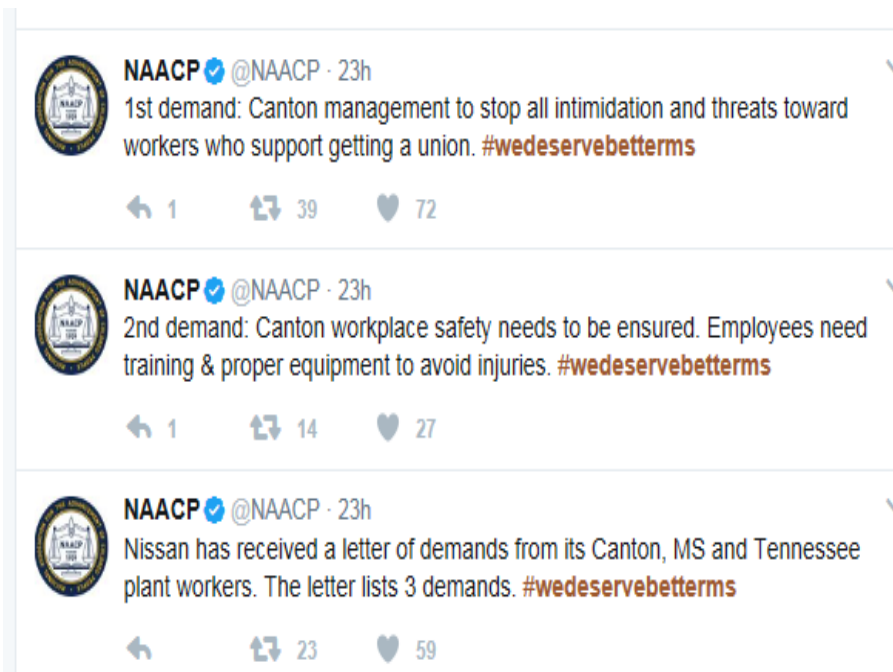 NAACP @NAACP · 23h
1st demand: Canton management to stop all intimidation and threats toward
workers who support getting a union. #wedeservebetterms
1 39 72
NAACP @NAACP · 23h
2nd demand: Canton workplace safety needs to be ensured. Employees need
training & proper equipment to avoid injuries. #wedeservebetterms
1 14 27
NAACP @NAACP · 23h
Nissan has received a letter of demands from its Canton, MS and Tennessee
plant workers. The letter lists 3 demands. #wedeservebetterms
23 59